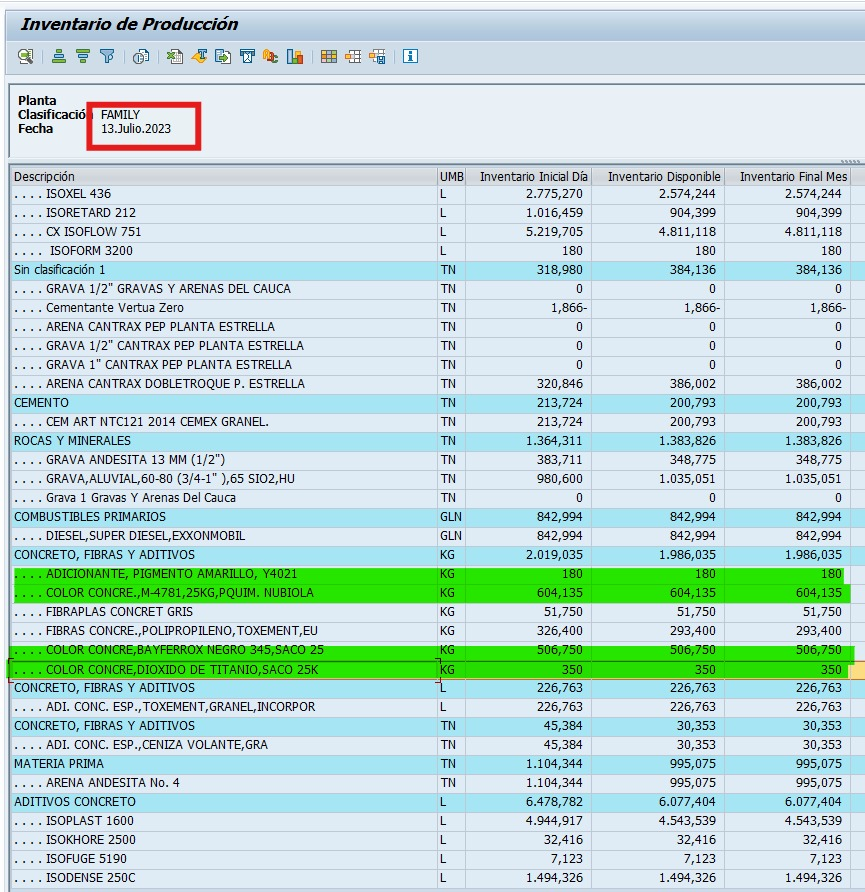 Inventario de Producción
Planta
Clasificación FAMILY
Fecha 13.Julio.2023
Descripción UMB Inventario Inicial Día Inventario Disponible Inventario Final Mes
. . . . ISOXEL 436 L 2.775,270 2.574,244 2.574,244
. . . . ISORETARD 212 L 1.016,459 904,399 904,399
. . . . CX ISOFLOW 751 L 5.219,705 4.811,118 4.811,118
. . . . ISOFORM 3200 L 180 180 180
Sin clasificación 1 TN 318,980 384,136 384,136
. . . . GRAVA 1/2" GRAVAS Y ARENAS DEL CAUCA TN 0 0 0
. . . . Cementante Vertua Zero TN 1,866- 1,866- 1,866-
. . . . ARENA CANTRAX PEP PLANTA ESTRELLA TN 0 0 0
. . . . GRAVA 1/2" CANTRAX PEP PLANTA ESTRELLA TN 0 0 0
. . . . GRAVA 1" CANTRAX PEP PLANTA ESTRELLA TN 0 0 0
. . . . ARENA CANTRAX DOBLETROQUE P. ESTRELLA TN 320,846 386,002 386,002
CEMENTO TN 213,724 200,793 200,793
. . . . CEM ART NTC121 2014 CEMEX GRANEL. TN 213,724 200,793 200,793
ROCAS Y MINERALES TN 1.364,311 1.383,826 1.383,826
. . . . GRAVA ANDESITA 13 MM (1/2") TN 383,711 348,775 348,775
. . . . GRAVA,ALUVIAL,60-80 (3/4-1" ),65 SIO2,HU TN 980,600 1.035,051 1.035,051
. . . . Grava 1 Gravas Y Arenas Del Cauca TN 0 0 0
COMBUSTIBLES PRIMARIOS GLN 842,994 842,994 842,994
. . . . DIESEL,SUPER DIESEL,EXXONMOBIL GLN 842,994 842,994 842,994
CONCRETO, FIBRAS Y ADITIVOS KG 2.019,035 1.986,035 1.986,035
. . . . ADICIONANTE, PIGMENTO AMARILLO, Y4021 KG 180 180 180
. . . . COLOR CONCRE.,M-4781,25KG,PQUIM. NUBIOLA KG 604,135 604,135 604,135
. . . . FIBRAPLAS CONCRET GRIS KG 51,750 51,750 51,750
. . . . FIBRAS CONCRE.,POLIPROPILENO,TOXEMENT,EU KG 326,400 293,400 293,400
. . . . COLOR CONCRE,BAYFERROX NEGRO 345,SACO 25 KG 506,750 506,750 506,750
. . . . COLOR CONCRE,DIOXIDO DE TITANIO,SACO 25K KG 350 350 350
CONCRETO, FIBRAS Y ADITIVOS L 226,763 226,763 226,763
. . . . ADI. CONC. ESP.,TOXEMENT,GRANEL,INCORPOR L 226,763 226,763 226,763
CONCRETO, FIBRAS Y ADITIVOS TN 45,384 30,353 30,353
. . . . ADI. CONC. ESP.,CENIZA VOLANTE,GRA TN 45,384 30,353 30,353
MATERIA PRIMA TN 1.104,344 995,075 995,075
. . . . ARENA ANDESITA No. 4 TN 1.104,344 995,075 995,075
ADITIVOS CONCRETO L 6.478,782 6.077,404 6.077,404
. . . . ISOPLAST 1600 L 4.944,917 4.543,539 4.543,539
. . . . ISOKHORE 2500 L 32,416 32,416 32,416
. . . . ISOFUGE 5190 L 7,123 7,123 7,123
. . . . ISODENSE 250C L 1.494,326 1.494,326 1.494,326